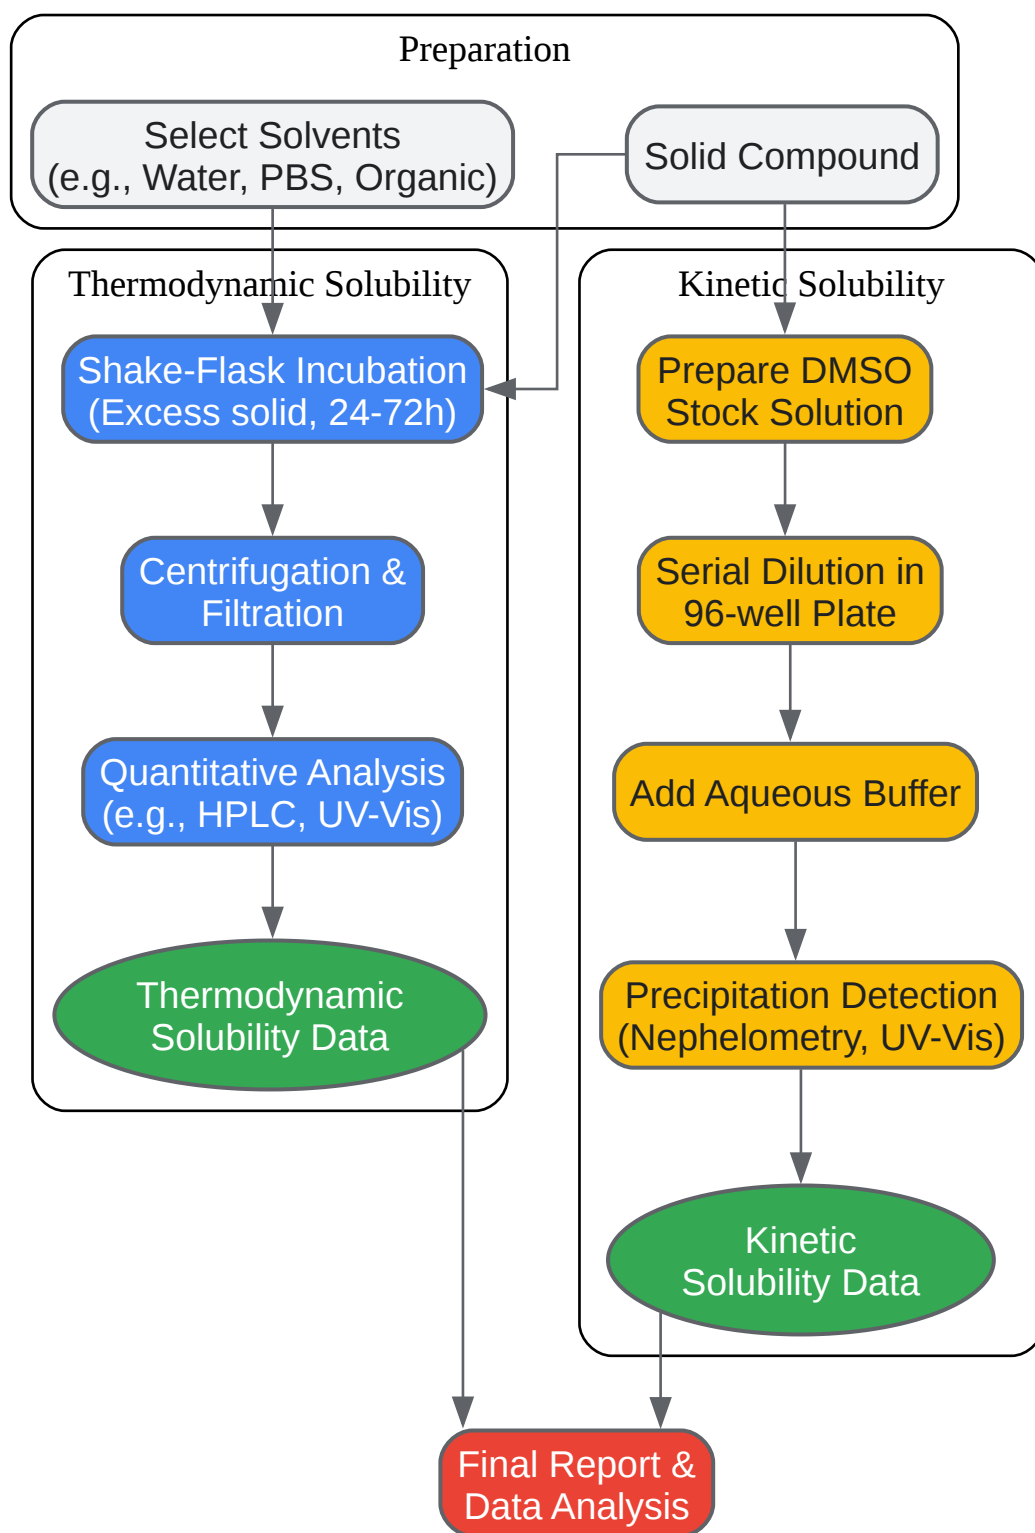 Preparation
Select Solvents
(e.g., Water, PBS, Organic)
Solid Compound
Thermodynamic Solubility
Shake-Flask Incubation
(Excess solid, 24-72h)
Centrifugation &
Filtration
Quantitative Analysis
(e.g., HPLC, UV-Vis)
Thermodynamic
Solubility Data
Kinetic Solubility
Prepare DMSO
Stock Solution
Serial Dilution in
96-well Plate
Add Aqueous Buffer
Precipitation Detection
(Nephelometry, UV-Vis)
Kinetic
Solubility Data
Final Report &
Data Analysis